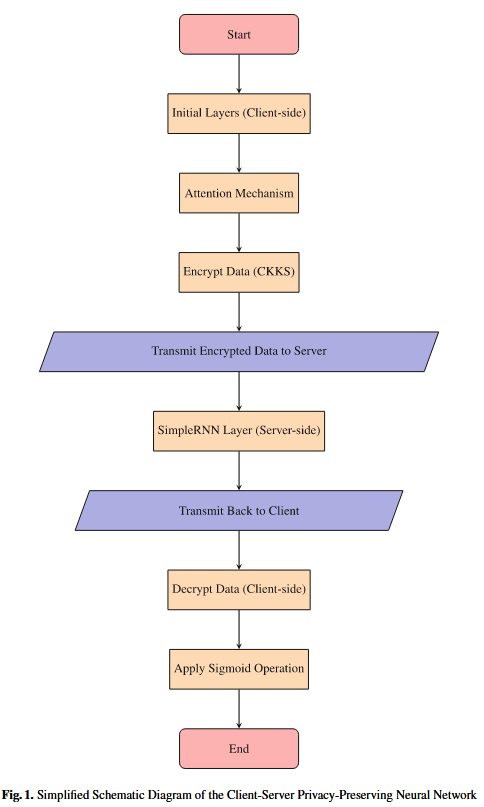 Start
Initial Layers (Client-side)
Attention Mechanism
Encrypt Data (CKKS)
Transmit Encrypted Data to Server
SimpleRNN Layer (Server-side)
Transmit Back to Client
Decrypt Data (Client-side)
Apply Sigmoid Operation
End
Fig. 1. Simplified Schematic Diagram of the Client-Server Privacy-Preserving Neural Network